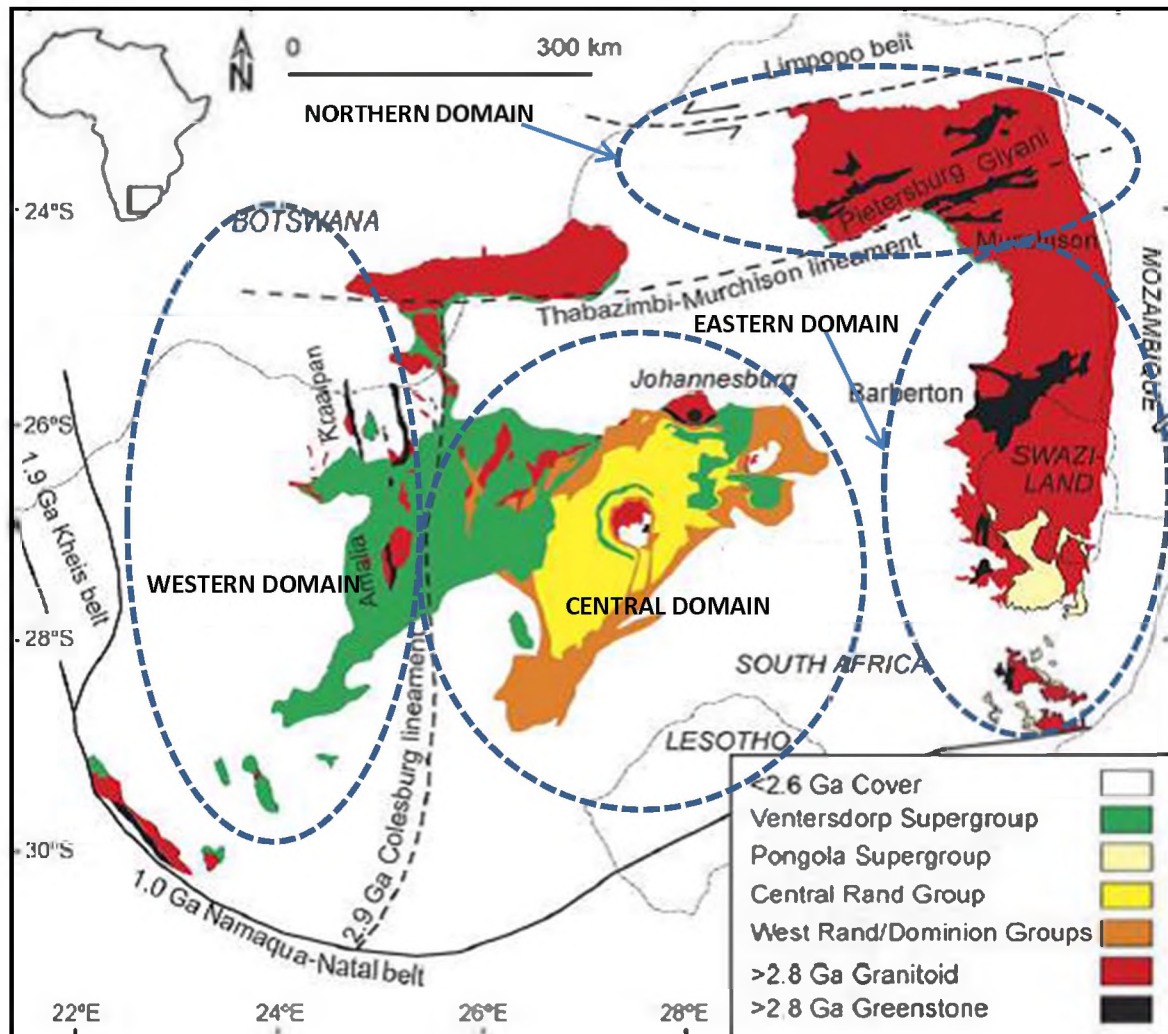 N
0
300 km
Limpopo belt
NORTHERN DOMAIN
Giyani
Pietersburg
24°S
BOTSWANA
Murchison
Thabazimbi-Murchison lineament
MOZAMBIQUE
EASTERN DOMAIN
Kraaipan
Johannesburg
Barberton
26°S
1.9 Ga Kheis belt
SWAZI-
LAND
Amalia
WESTERN DOMAIN
CENTRAL DOMAIN
28°S
SOUTH AFRICA
2.9 Ga Colesburg lineament
LESOTHO
30°S
1.0 Ga Namaqua-Natal belt
<2.6 Ga Cover
Ventersdorp Supergroup
Pongola Supergroup
Central Rand Group
West Rand/Dominion Groups
>2.8 Ga Granitoid
>2.8 Ga Greenstone
22°E
24°E
26°E
28°E